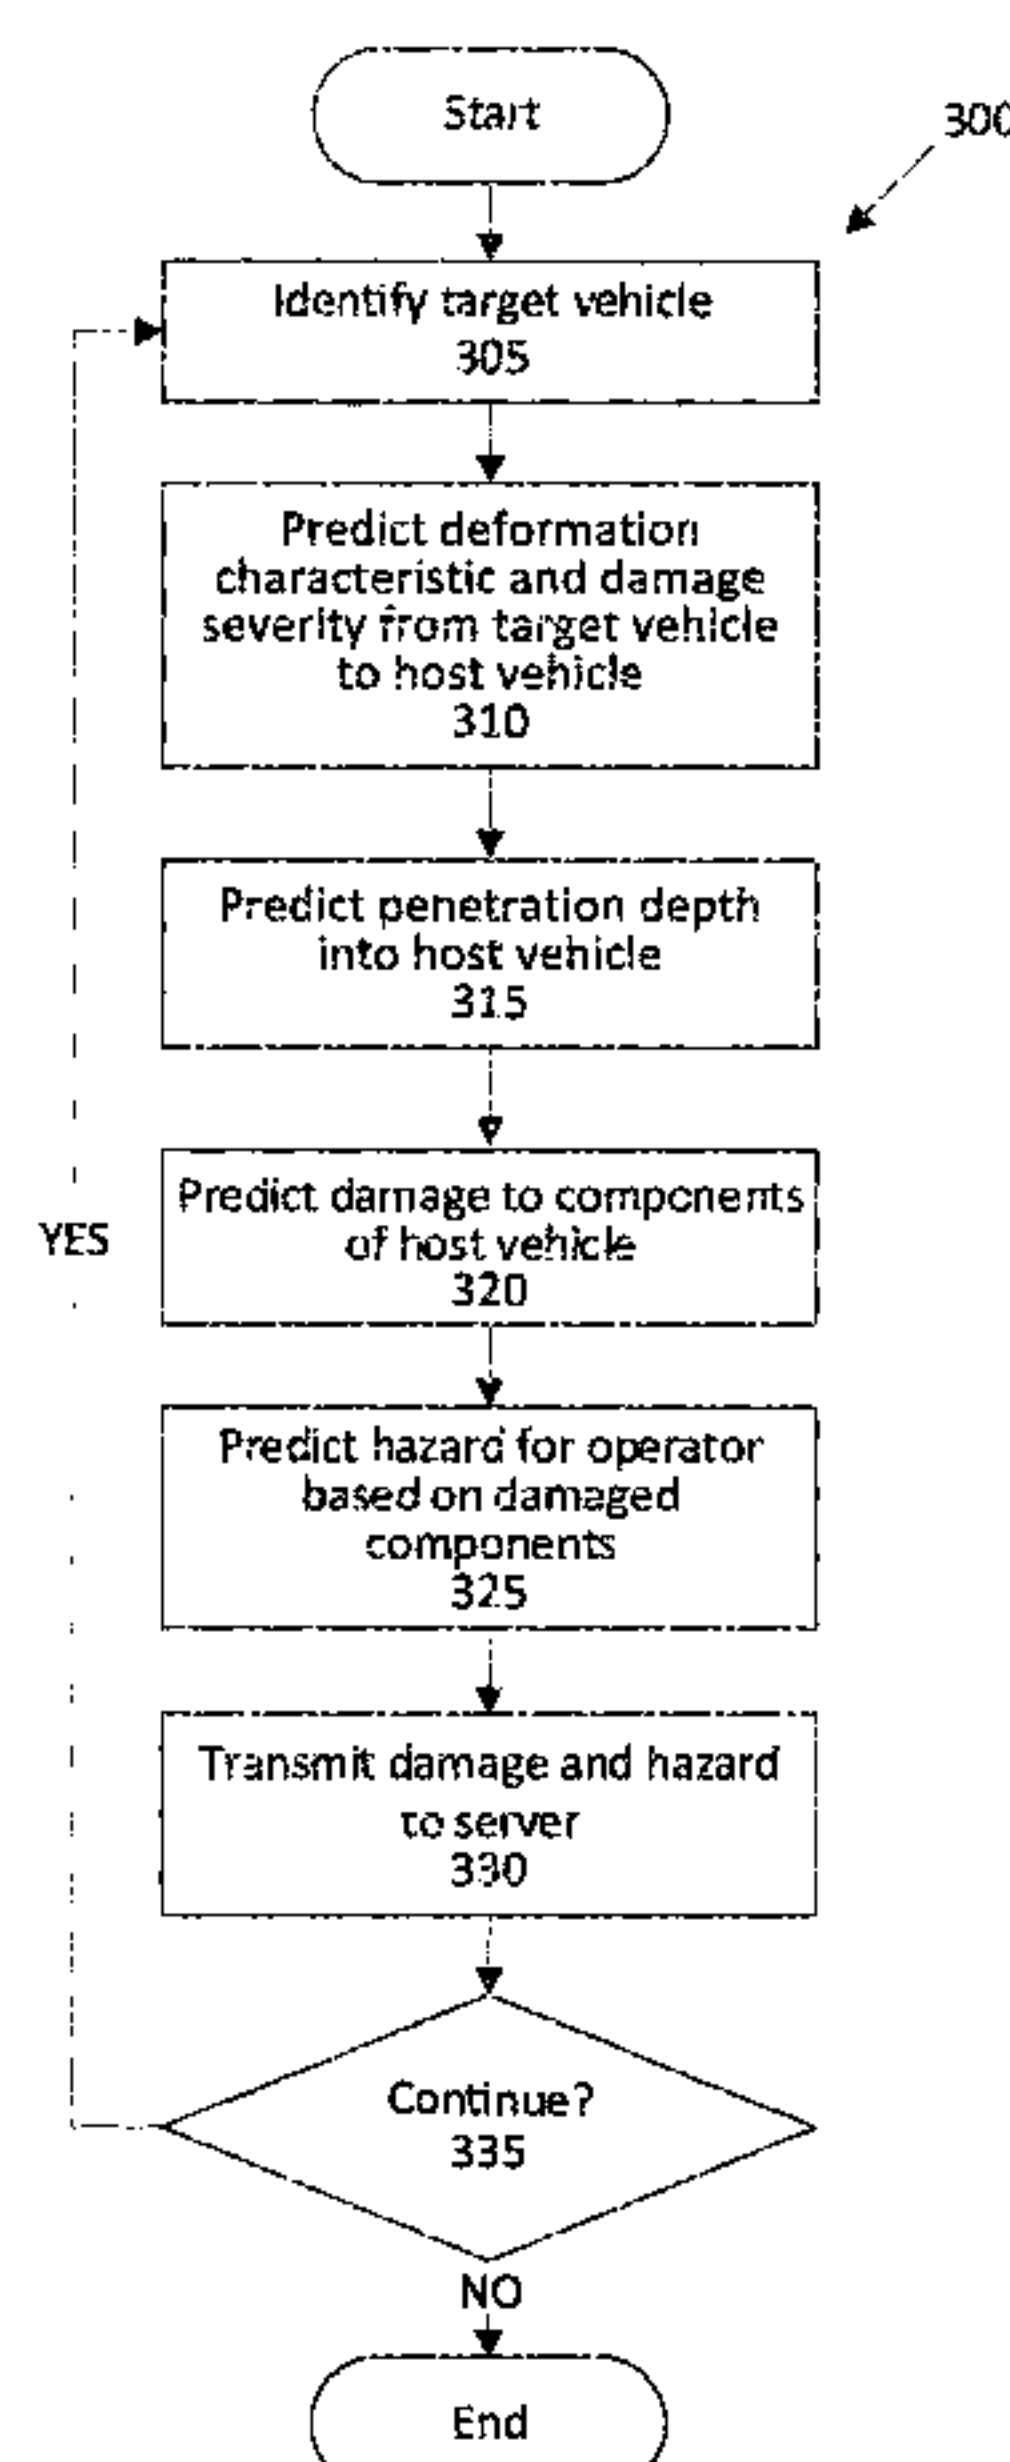 Start
300
Identify target vehicle
305
Predict deformation
characteristic and damage
severity from target vehicle
to host vehicle
310
Predict penetration depth
into host vehicle
315
Predict damage to components
of host vehicle
320
YES
Predict hazard for operator
based on damaged
components
325
Transmit damage and hazard
to server
330
Continue?
335
NO
End